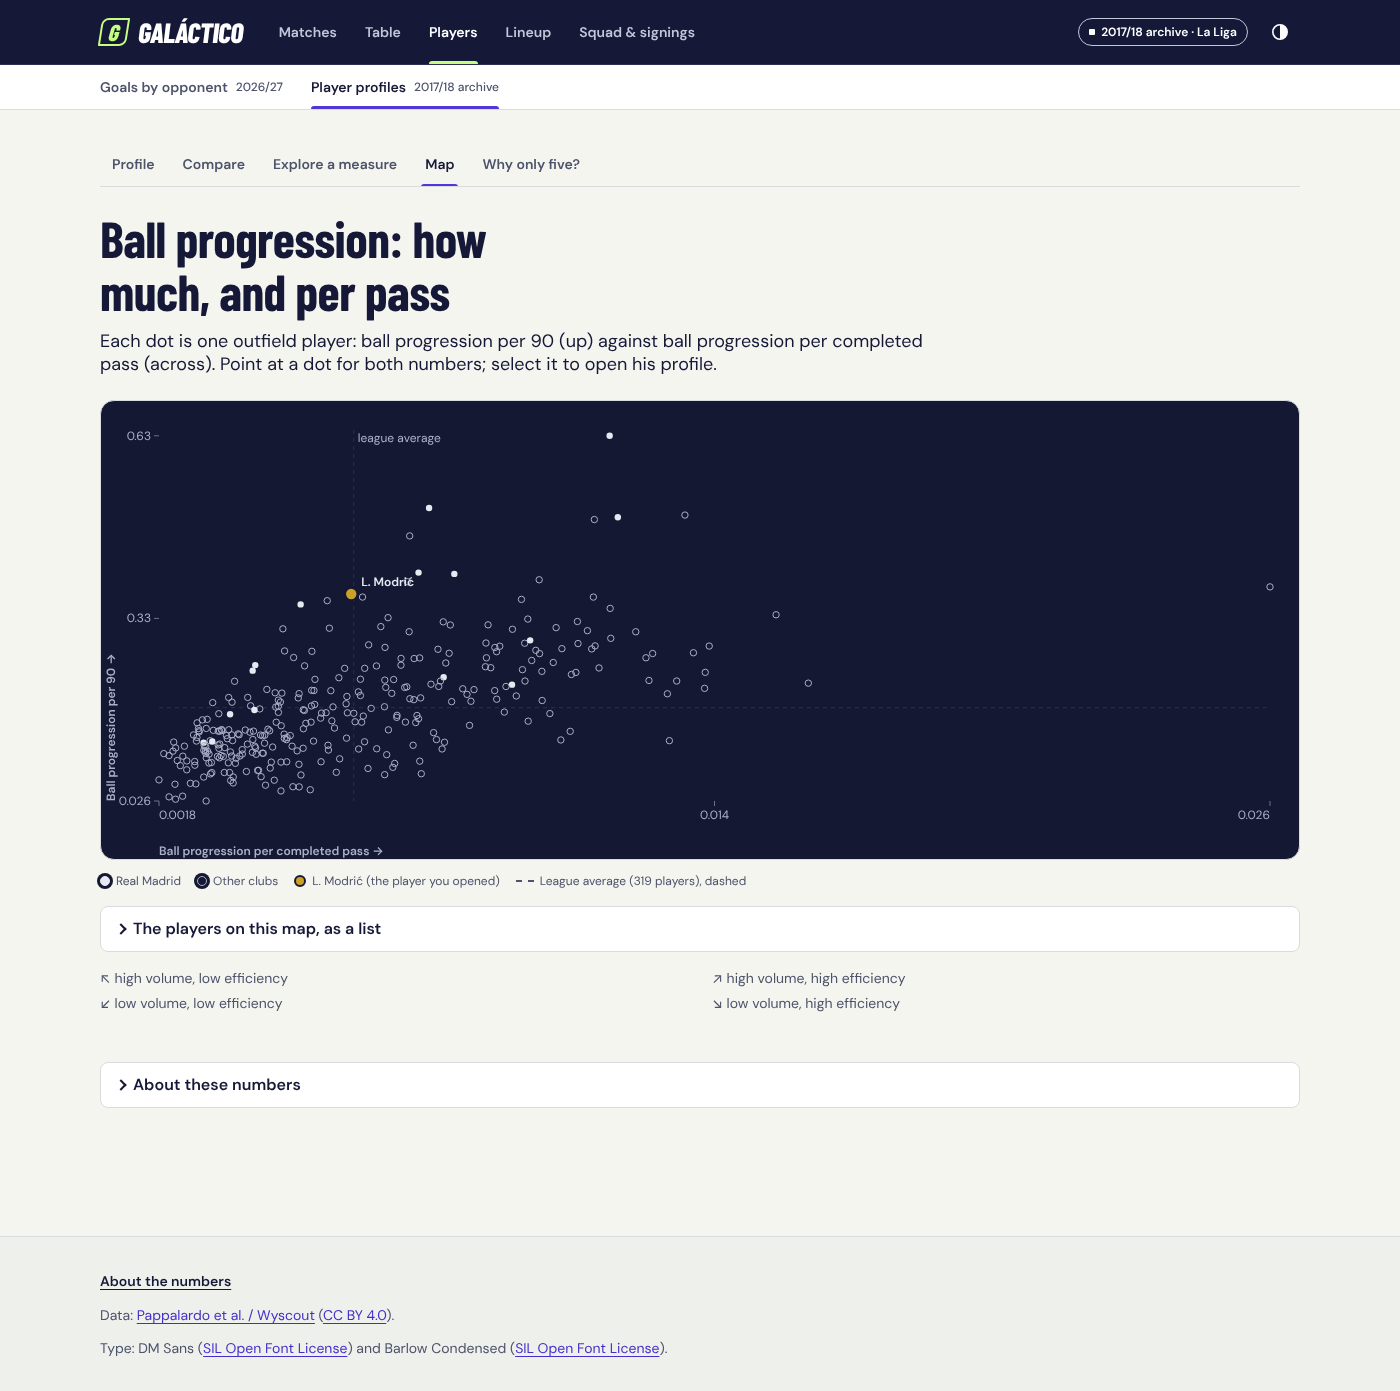 G GALÁCTICO Matches Table Players Lineup Squad & signings 2017/18 archive · La Liga
Goals by opponent 2026/27 Player profiles 2017/18 archive
Profile Compare Explore a measure Map Why only five?
Ball progression: how
much, and per pass
Each dot is one outfield player: ball progression per 90 (up) against ball progression per completed
pass (across). Point at a dot for both numbers; select it to open his profile.
0.63
league average
L. Modrić
0.33
Ball progression per 90 →
0.026
0.0018 0.014 0.026
Ball progression per completed pass →
Real Madrid Other clubs L. Modrić (the player you opened) League average (319 players), dashed
The players on this map, as a list
↖ high volume, low efficiency ↗ high volume, high efficiency
↙ low volume, low efficiency ↘ low volume, high efficiency
About these numbers
About the numbers
Data: Pappalardo et al. / Wyscout (CC BY 4.0).
Type: DM Sans (SIL Open Font License) and Barlow Condensed (SIL Open Font License).